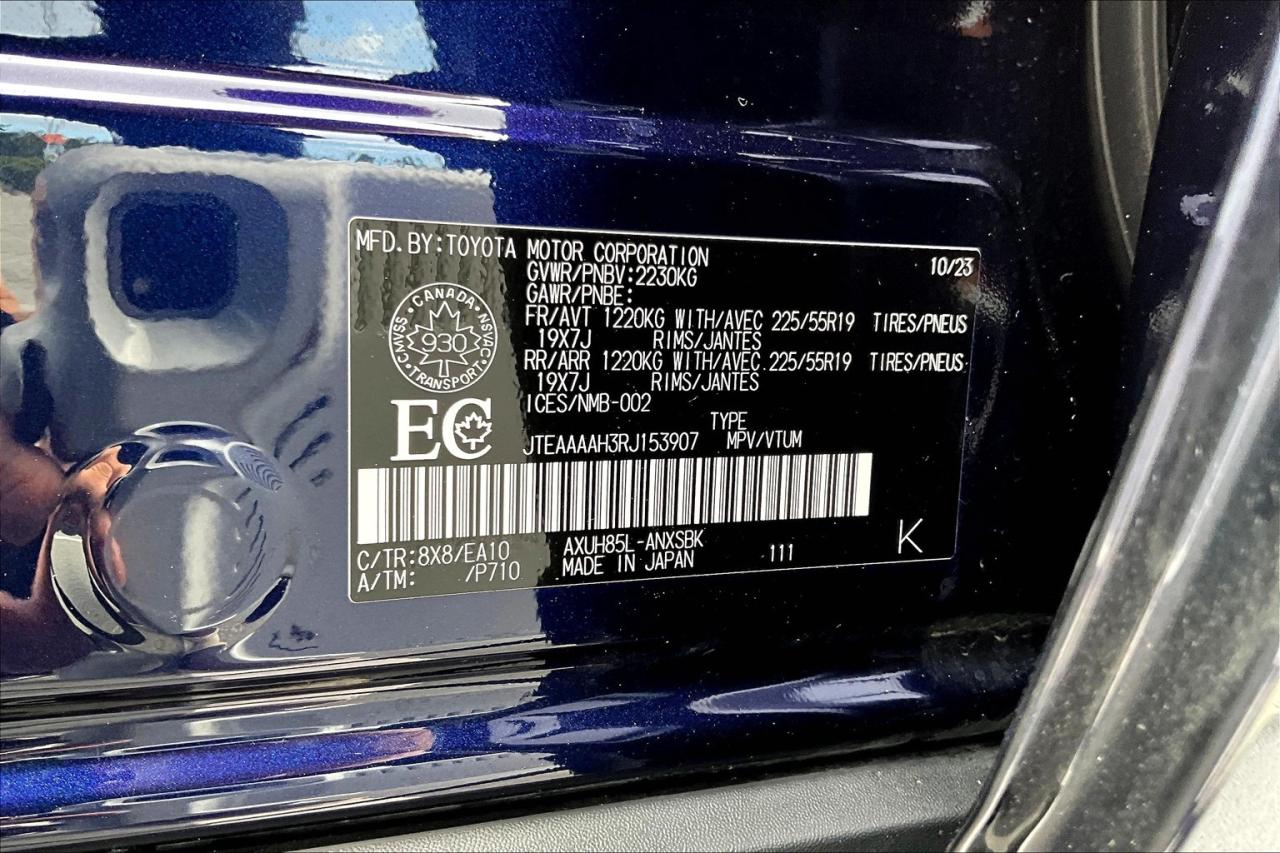 MFD. BY: TOYOTA MOTOR CORPORATION 10/23
GVWR/PNBV: 2230KG
GAWR/PNBE:
FR/AVT 1220KG WITH/AVEC 225/55R19 TIRES/PNEUS
19X7J RIMS/JANTES
RR/ARR 1220KG WITH/AVEC 225/55R19 TIRES/PNEUS
19X7J RIMS/JANTES
ICES/NMB-002
CANADA
CMVSS 930 NSVAC
TRANSPORT
EC
TYPE
JTEAAAAH3RJ153907 MPV/VTUM
C/TR: 8X8/EA10 AXUH85L-ANXSBK 111 K
A/TM: /P710 MADE IN JAPAN